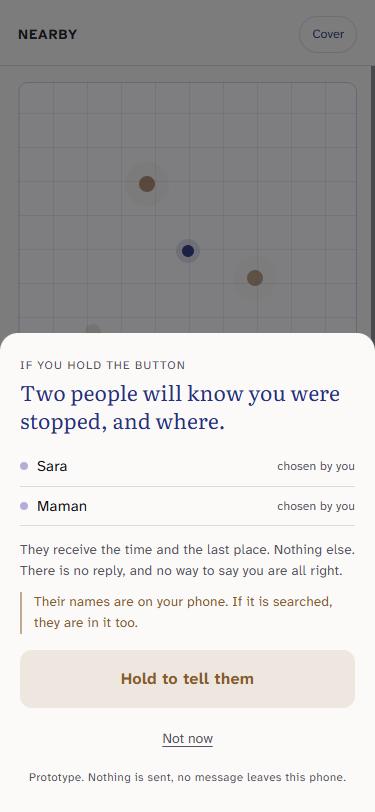 NEARBY
Cover
IF YOU HOLD THE BUTTON
Two people will know you were
stopped, and where.
Sara
chosen by you
Maman
chosen by you
They receive the time and the last place. Nothing else.
There is no reply, and no way to say you are all right.
Their names are on your phone. If it is searched,
they are in it too.
Hold to tell them
Not now
Prototype. Nothing is sent, no message leaves this phone.